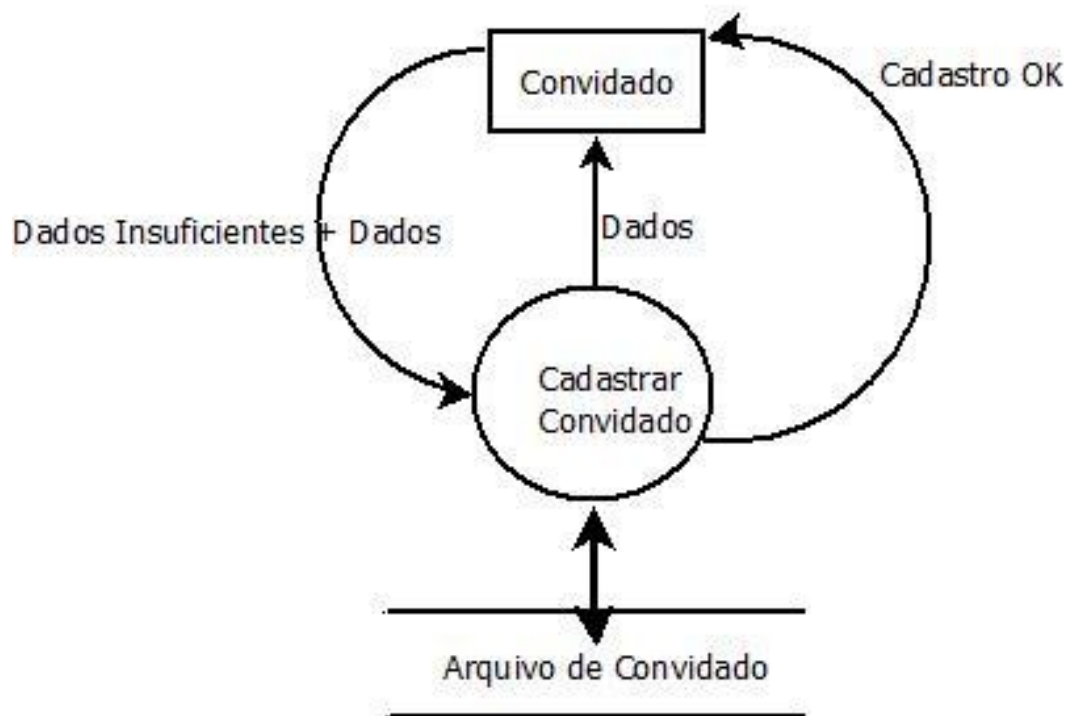 Convidado
Cadastro OK
Dados Insuficientes + Dados
Dados
Cadastrar
Convidado
Arquivo de Convidado